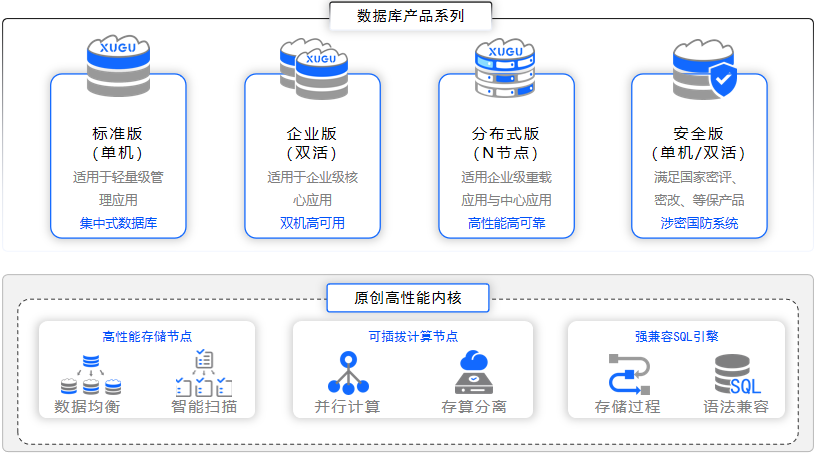 数据库产品系列
XUGU
XUGU
XUGU
标准版
(单机)
适用于轻量级管
理应用
集中式数据库
企业版
(双活)
适用于企业级核
心应用
双机高可用
分布式版
(N节点)
适用企业级重载
应用与中心应用
高性能高可靠
安全版
(单机/双活)
满足国家密评、
密改、等保产品
涉密国防系统
原创高性能内核
高性能存储节点
数据均衡
智能扫描
可插拔计算节点
并行计算
存算分离
强兼容SQL引擎
存储过程
SQL
语法兼容